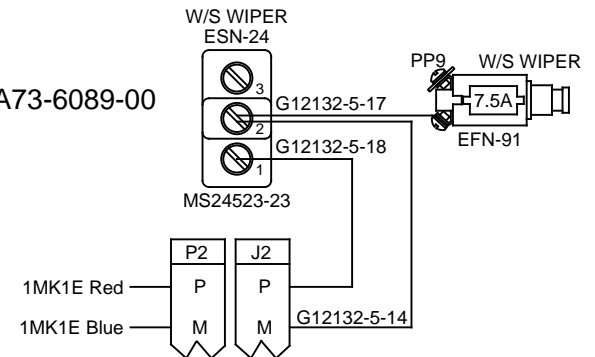 W/S WIPER
ESN-24
A73-6089-00
3
2
1
MS24523-23
G12132-5-17
G12132-5-18
PP9
W/S WIPER
7.5A
EFN-91
P2
J2
1MK1E Red
P
P
1MK1E Blue
M
M
G12132-5-14